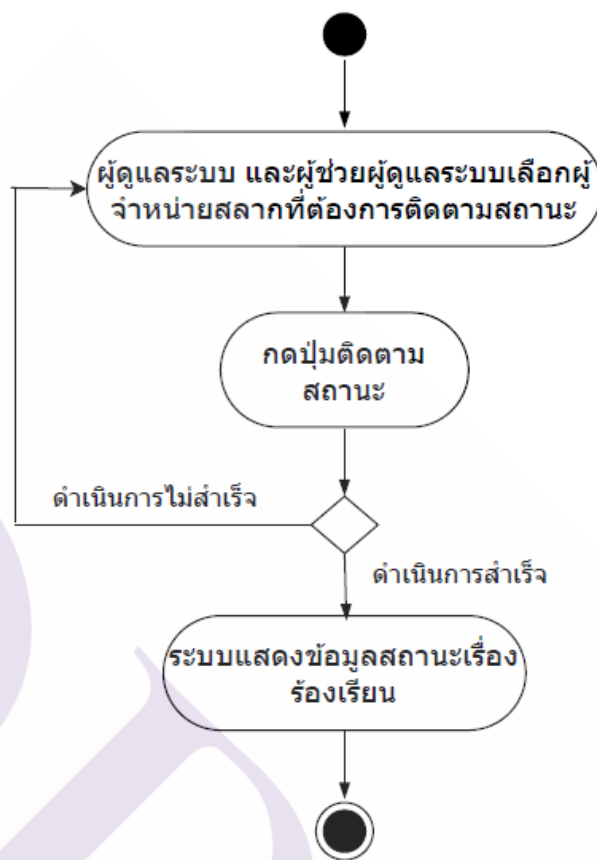 ผู้ดูแลระบบ และผู้ช่วยผู้ดูแลระบบเลือกผู้
จำหน่ายสลากที่ต้องการติดตามสถานะ
กดปุ่มติดตาม
สถานะ
ดำเนินการไม่สำเร็จ
ดำเนินการสำเร็จ
ระบบแสดงข้อมูลสถานะเรื่อง
ร้องเรียน